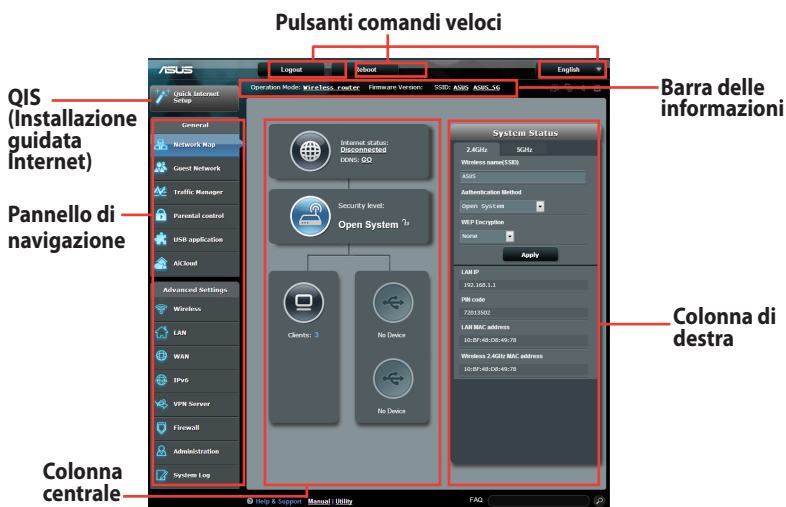 Pulsanti comandi veloci
ASUS
Logout
Reboot
English
Operation Mode: Wireless router Firmware Version: SSID: ASUS ASUS_5G
Barra delle
informazioni
QIS
(Installazione
guidata
Internet)
Quick Internet
Setup
General
Network Map
Guest Network
Traffic Manager
Parental control
USB application
AiCloud
Pannello di
navigazione
Advanced Settings
Wireless
LAN
WAN
IPv6
VPN Server
Firewall
Administration
System Log
Internet status:
Disconnected
DDNS: GO
Security level:
Open System
Clients: 3
No Device
No Device
System Status
2.4GHz 5GHz
Wireless name(SSID)
ASUS
Authentication Method
Open System
WEP Encryption
None
Apply
LAN IP
192.168.1.1
PIN code
72013502
LAN MAC address
10:BF:48:D8:49:78
Wireless 2.4GHz MAC address
10:BF:48:D8:49:78
Colonna di
destra
Colonna
centrale
Help & Support Manual | Utility
FAQ